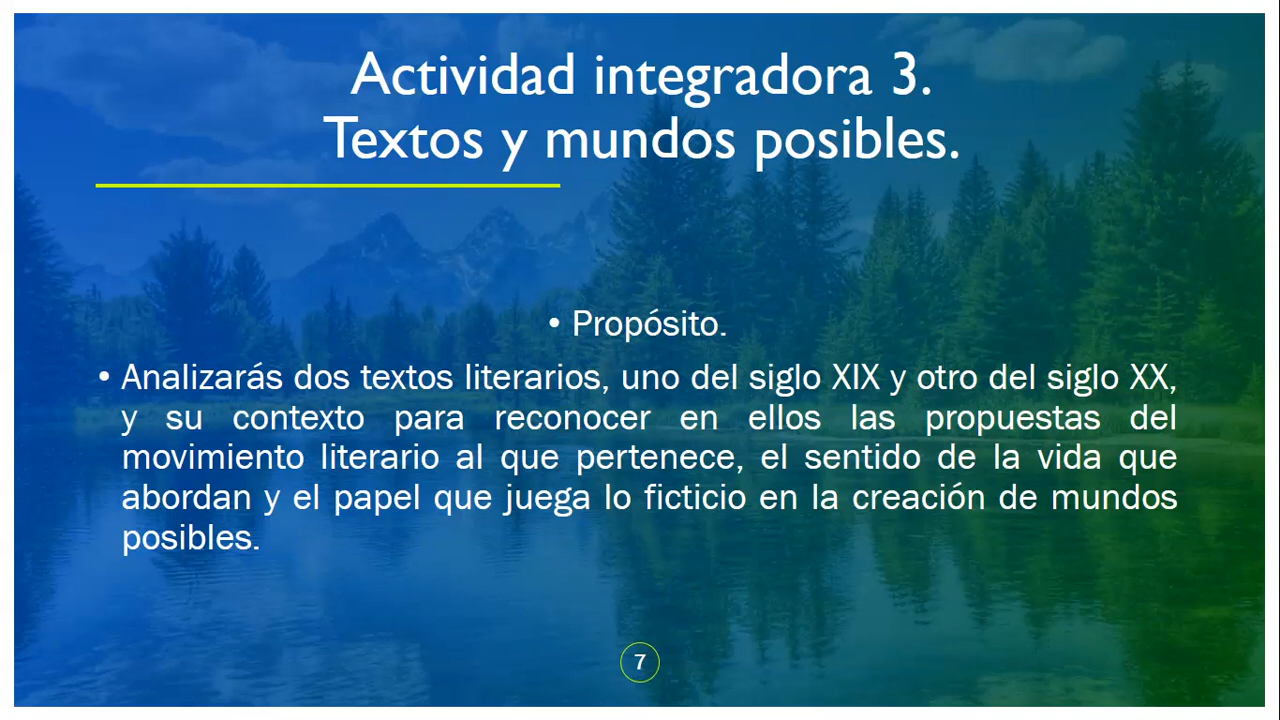 Actividad integradora 3.
Textos y mundos posibles.
• Propósito.
• Analizarás dos textos literarios, uno del siglo XIX y otro del siglo XX,
y su contexto para reconocer en ellos las propuestas del
movimiento literario al que pertenece, el sentido de la vida que
abordan y el papel que juega lo ficticio en la creación de mundos
posibles.
7